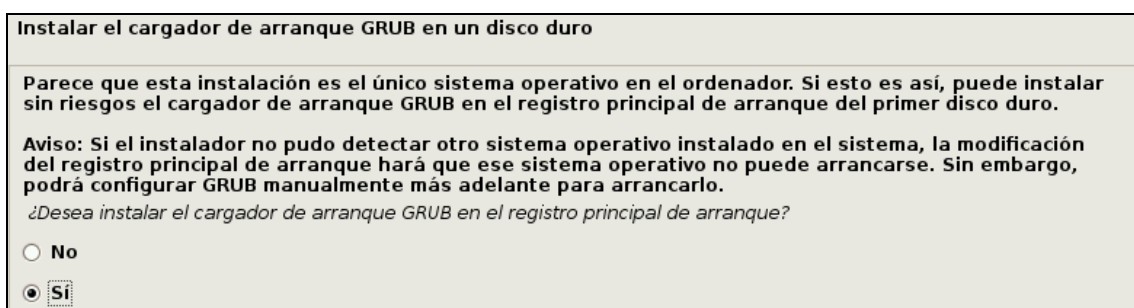 Instalar el cargador de arranque GRUB en un disco duro
Parece que esta instalación es el único sistema operativo en el ordenador. Si esto es así, puede instalar
sin riesgos el cargador de arranque GRUB en el registro principal de arranque del primer disco duro.
Aviso: Si el instalador no pudo detectar otro sistema operativo instalado en el sistema, la modificación
del registro principal de arranque hará que ese sistema operativo no puede arrancarse. Sin embargo,
podrá configurar GRUB manualmente más adelante para arrancarlo.
¿Desea instalar el cargador de arranque GRUB en el registro principal de arranque?
No
Sí